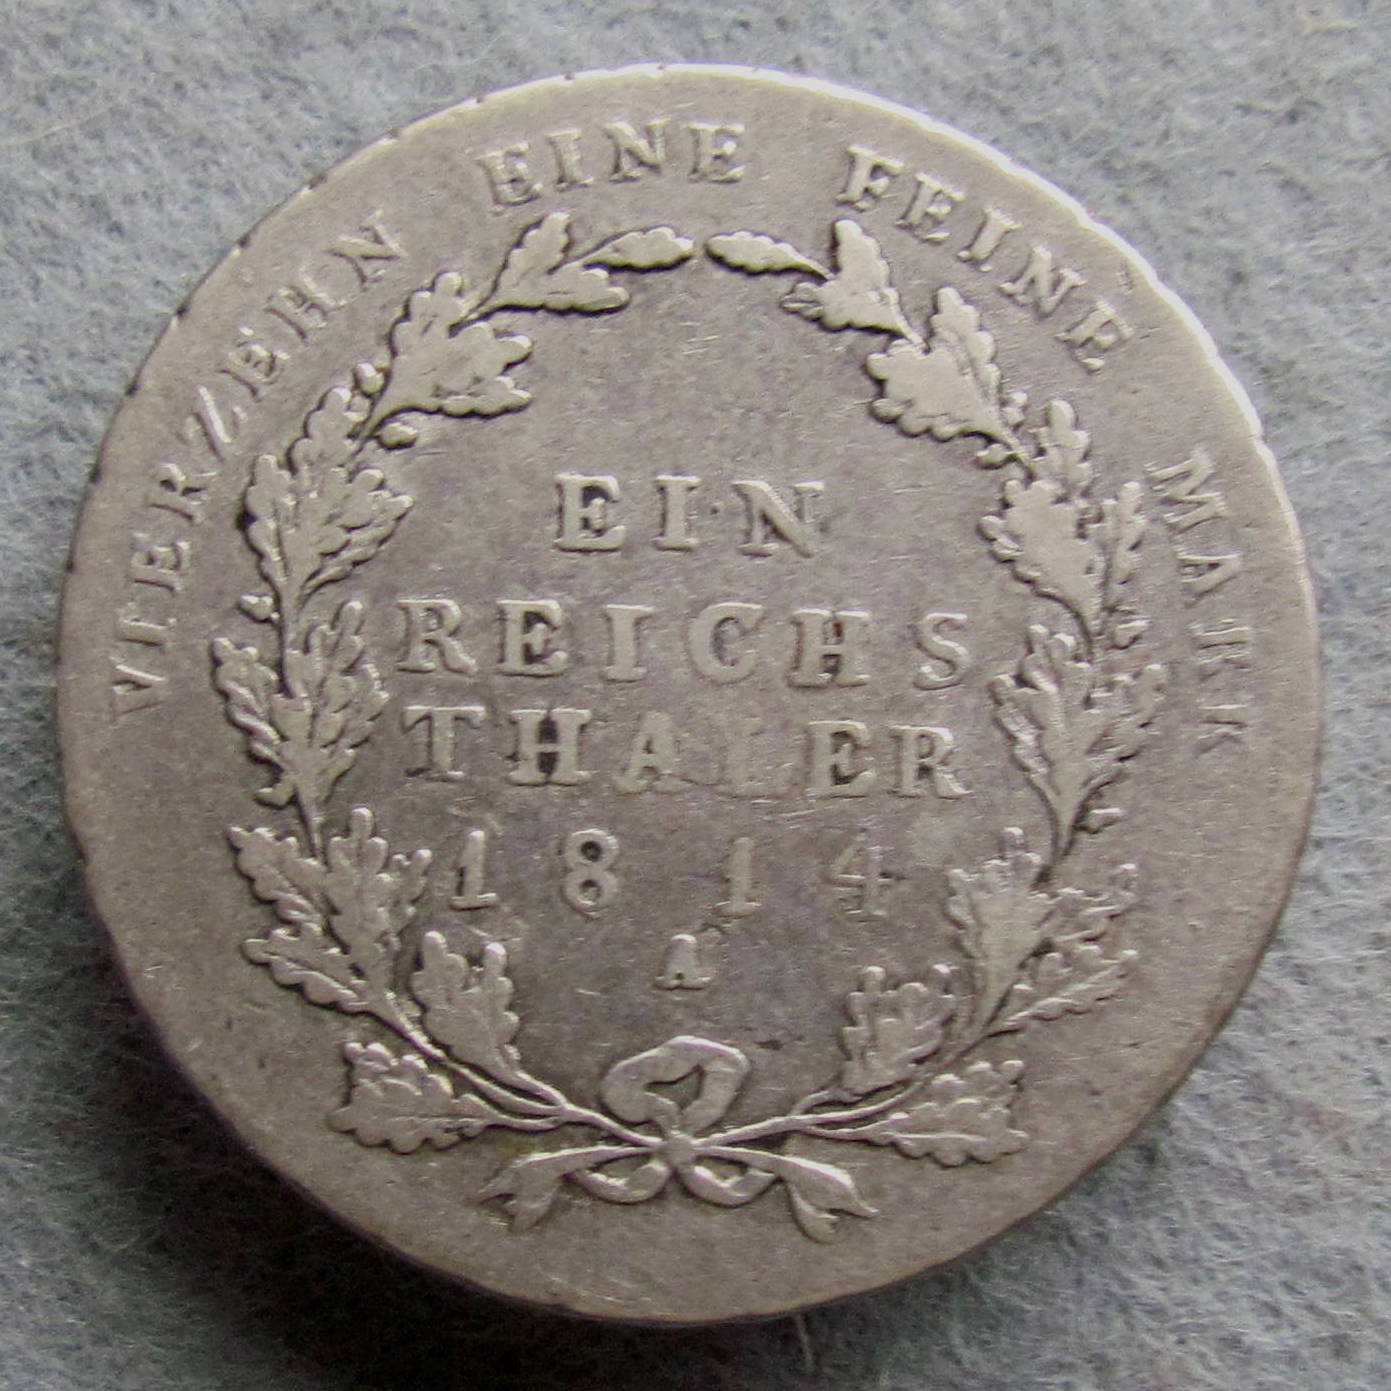 VIERZEHN EINE FEINE MARK
EIN
REICHS
THALER
1814
A